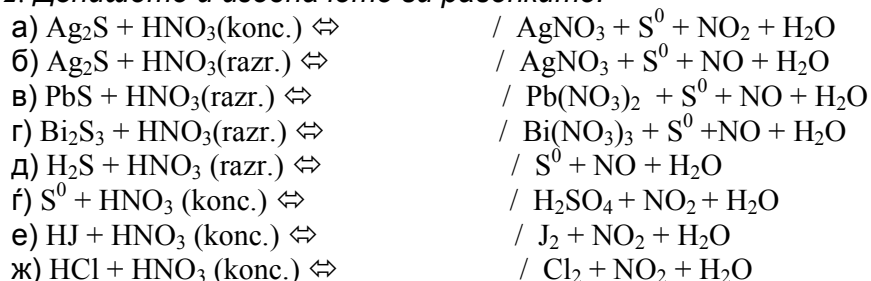 а) Ag₂S + HNO₃(konc.) ⇔ / AgNO₃ + S⁰ + NO₂ + H₂O
б) Ag₂S + HNO₃(razr.) ⇔ / AgNO₃ + S⁰ + NO + H₂O
в) PbS + HNO₃(razr.) ⇔ / Pb(NO₃)₂ + S⁰ + NO + H₂O
г) Bi₂S₃ + HNO₃(razr.) ⇔ / Bi(NO₃)₃ + S⁰ +NO + H₂O
д) H₂S + HNO₃ (razr.) ⇔ / S⁰ + NO + H₂O
ѓ) S⁰ + HNO₃ (konc.) ⇔ / H₂SO₄ + NO₂ + H₂O
е) HJ + HNO₃ (konc.) ⇔ / J₂ + NO₂ + H₂O
ж) HCl + HNO₃ (konc.) ⇔ / Cl₂ + NO₂ + H₂O